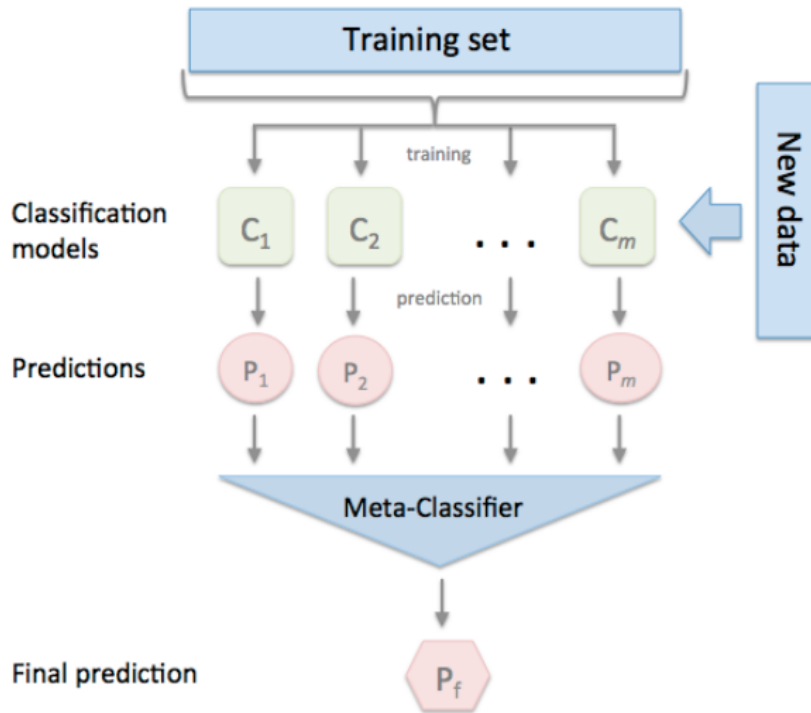 Training set
training
New data
Classification
models
C1 C2 . . . Cm
prediction
Predictions
P1 P2 . . . Pm
Meta-Classifier
Final prediction
Pf